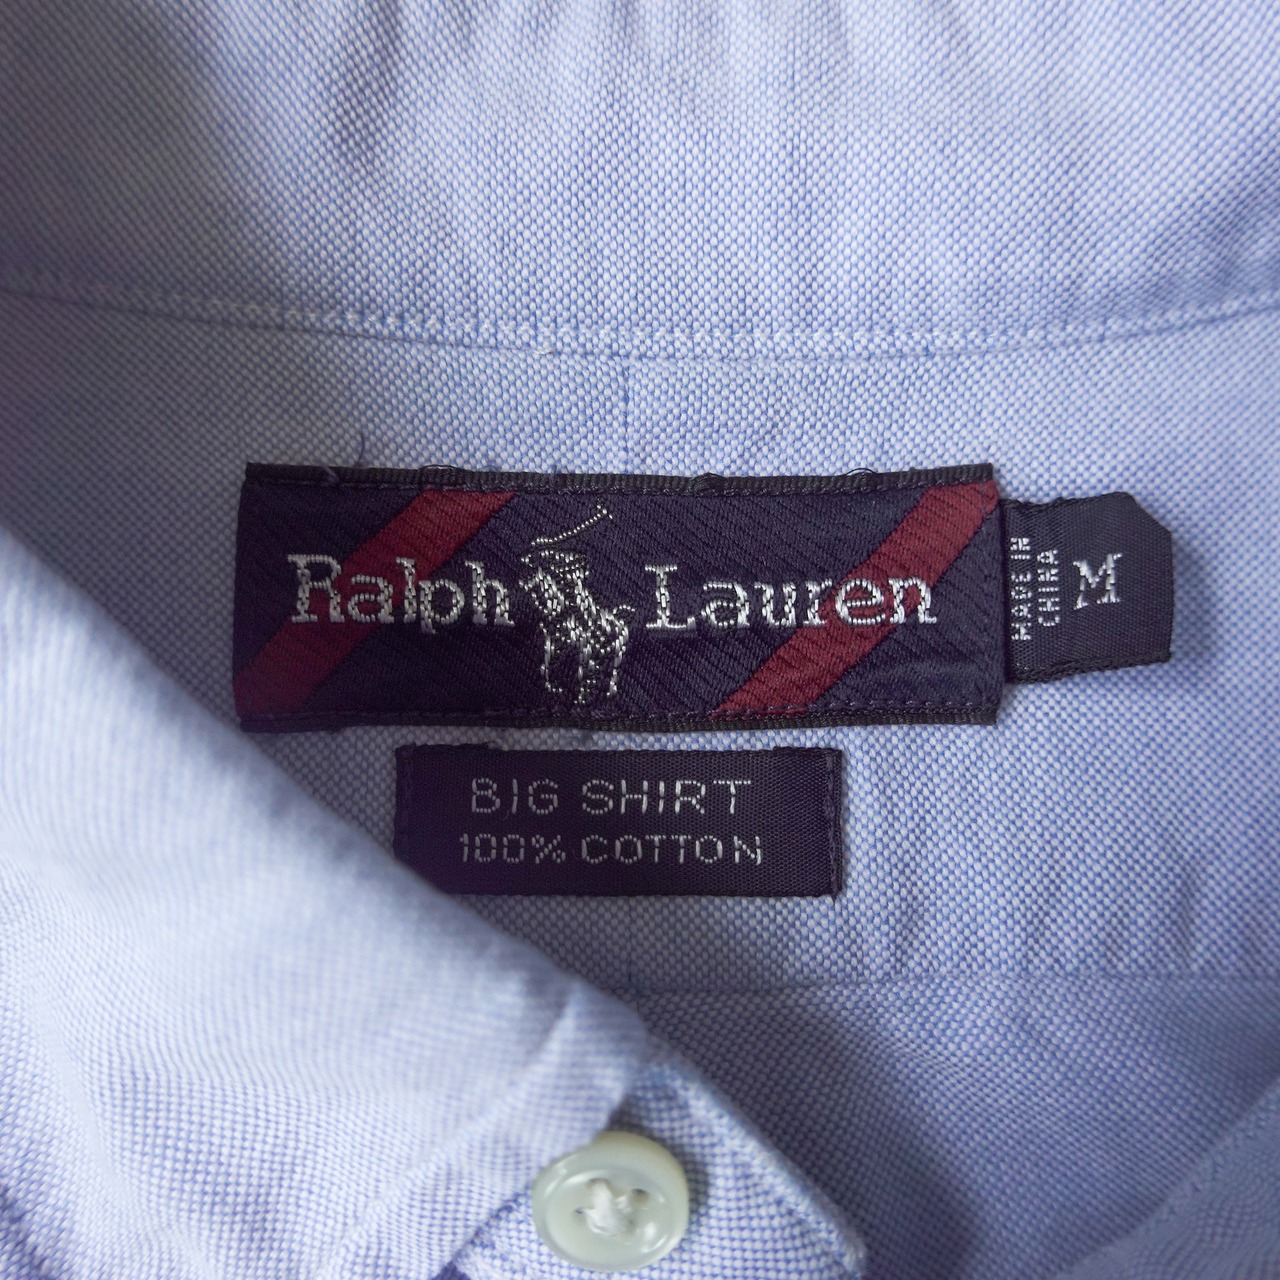 Ralph Lauren
MADE IN
CHINA
M
BIG SHIRT
100% COTTON